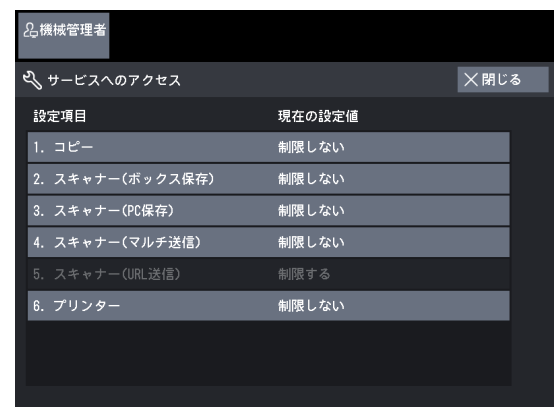 機械管理者
サービスへのアクセス
閉じる
設定項目 現在の設定値
1. コピー 制限しない
2. スキャナー(ボックス保存) 制限しない
3. スキャナー(PC保存) 制限しない
4. スキャナー(マルチ送信) 制限しない
5. スキャナー(URL送信) 制限する
6. プリンター 制限しない